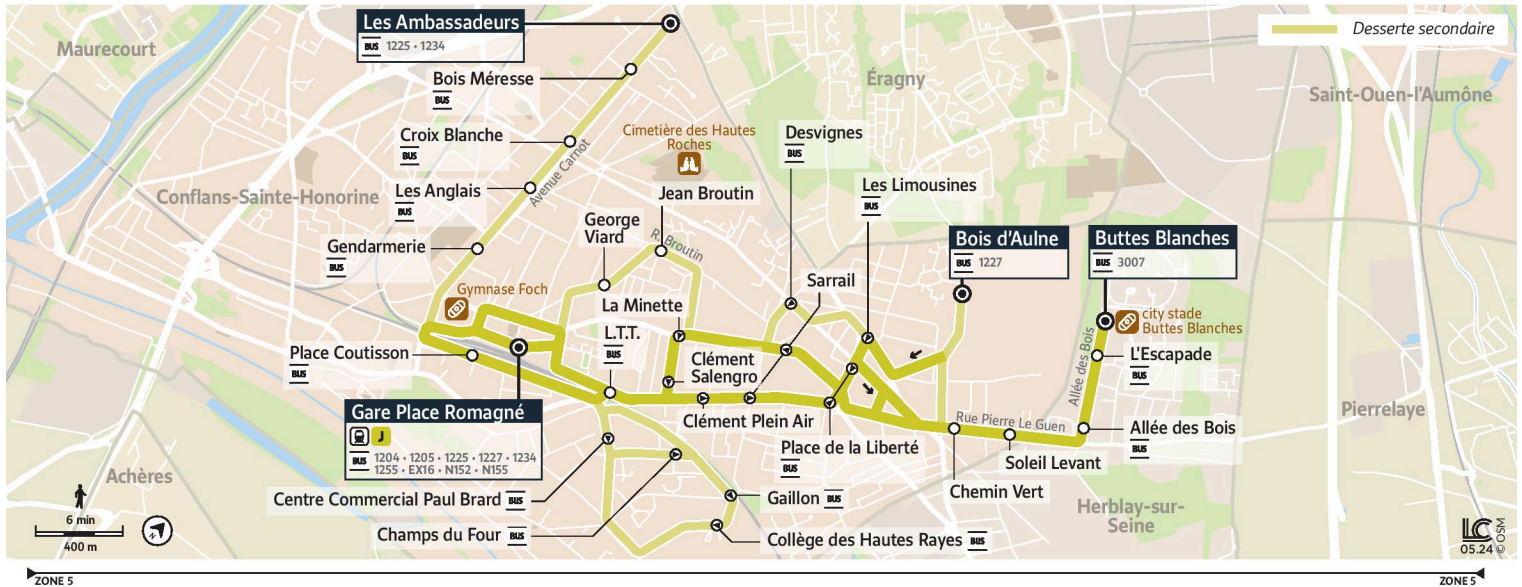 Les Ambassadeurs
BUS 1225 • 1234
Desserte secondaire
Maurecourt
Bois Méresse
BUS
Éragny
Saint-Ouen-l'Aumône
Croix Blanche
BUS
Cimetière des Hautes
Roches
Desvignes
BUS
Avenue Carnot
Les Anglais
BUS
Conflans-Sainte-Honorine
Jean Broutin
Les Limousines
BUS
George
Viard
R. Broutin
Gendarmerie
BUS
Bois d'Aulne
BUS 1227
Buttes Blanches
BUS 3007
Gymnase Foch
Sarrail
La Minette
city stade
Buttes Blanches
L.T.T.
BUS
Place Coutisson
BUS
Clément
Salengro
L'Escapade
BUS
Allée des Bois
Gare Place Romagné
J
BUS 1204 • 1205 • 1225 • 1227 • 1234
1255 • EX16 • N152 • N155
Clément Plein Air
Rue Pierre Le Guen
Allée des Bois
BUS
Pierrelaye
Place de la Liberté
BUS
Soleil Levant
Achères
Chemin Vert
Centre Commercial Paul Brard BUS
Gaillon BUS
Herblay-sur-
Seine
Champs du Four BUS
Collège des Hautes Rayes BUS
6 min
400 m
N
LC
05.24
© OSM
ZONE 5
ZONE 5